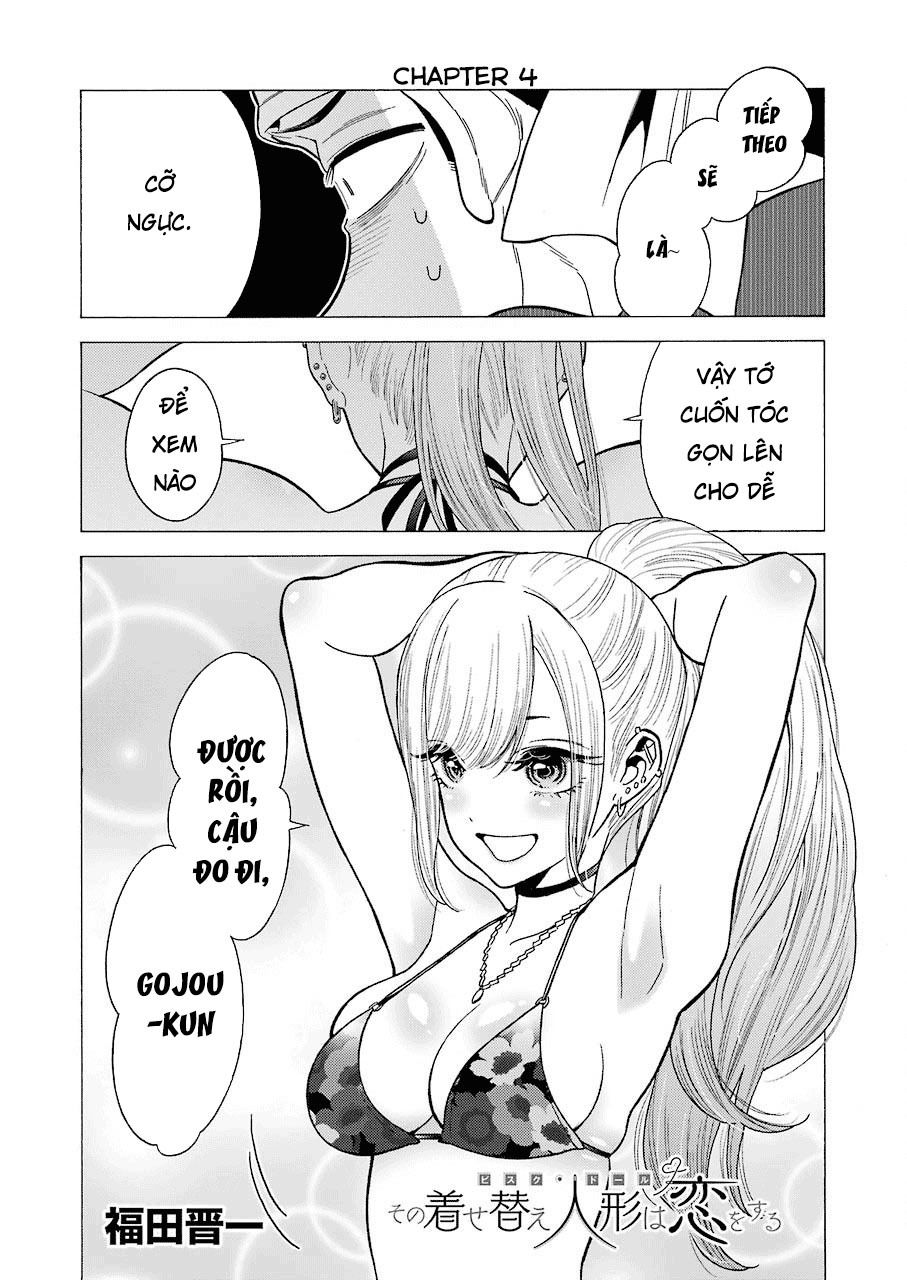 CHAPTER 4
TIẾP
THEO
SẼ
LÀ~
CỠ
NGỰC.
VẬY TỚ
CUỐN TÓC
GỌN LÊN
CHO DỄ
ĐỂ
XEM
NÀO
ĐƯỢC
RỒI,
CẬU
ĐO ĐI,
GOJOU
-KUN
ビスク・ドール
その着せ替え人形は恋をする
福田晋一